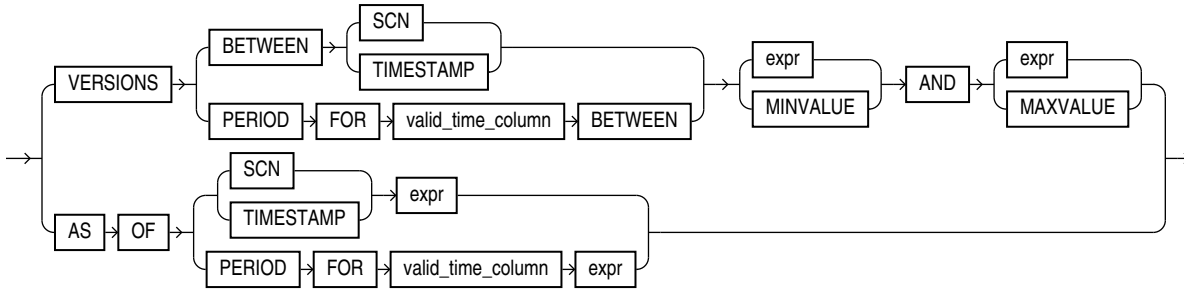 SCN
BETWEEN
TIMESTAMP
VERSIONS
PERIOD FOR valid_time_column BETWEEN
expr
MINVALUE
AND
expr
MAXVALUE
SCN
TIMESTAMP
expr
AS OF
PERIOD FOR valid_time_column expr